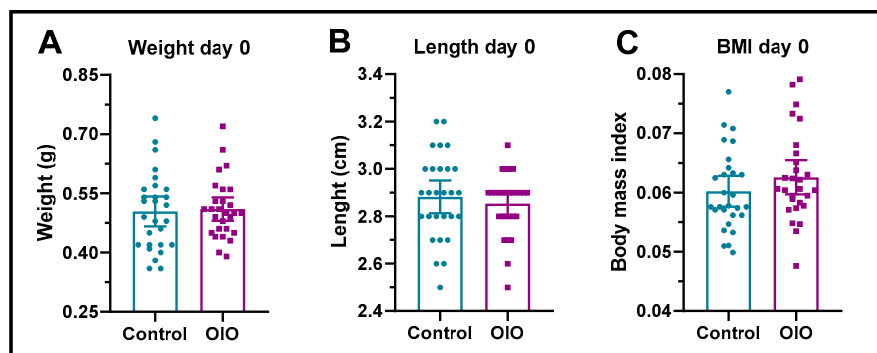 A Weight day 0
Weight (g)
0.85
0.70
0.55
0.40
0.25
Control OIO
B Length day 0
Lenght (cm)
3.4
3.2
3.0
2.8
2.6
2.4
Control OIO
C BMI day 0
Body mass index
0.08
0.07
0.06
0.05
0.04
Control OIO